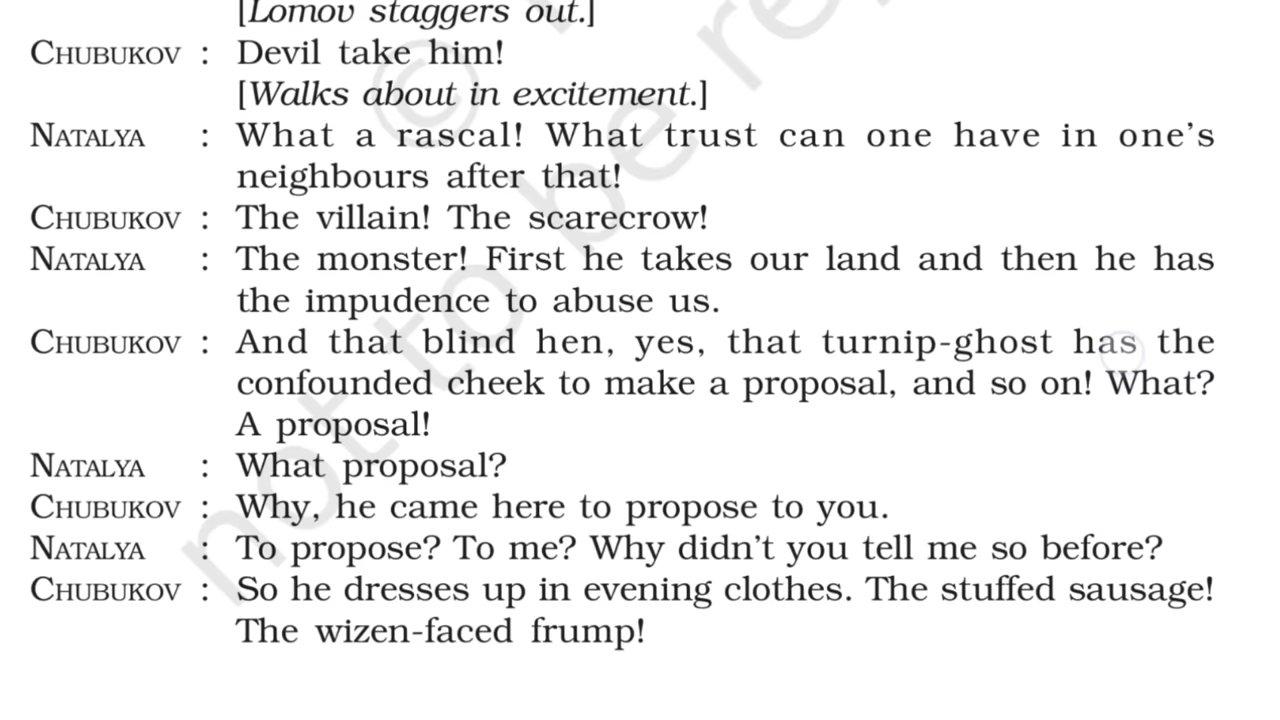 [Lomov staggers out.]
CHUBUKOV : Devil take him!
[Walks about in excitement.]
NATALYA : What a rascal! What trust can one have in one's
neighbours after that!
CHUBUKOV : The villain! The scarecrow!
NATALYA : The monster! First he takes our land and then he has
the impudence to abuse us.
CHUBUKOV : And that blind hen, yes, that turnip-ghost has the
confounded cheek to make a proposal, and so on! What?
A proposal!
NATALYA : What proposal?
CHUBUKOV : Why, he came here to propose to you.
NATALYA : To propose? To me? Why didn't you tell me so before?
CHUBUKOV : So he dresses up in evening clothes. The stuffed sausage!
The wizen-faced frump!
©
not to be re